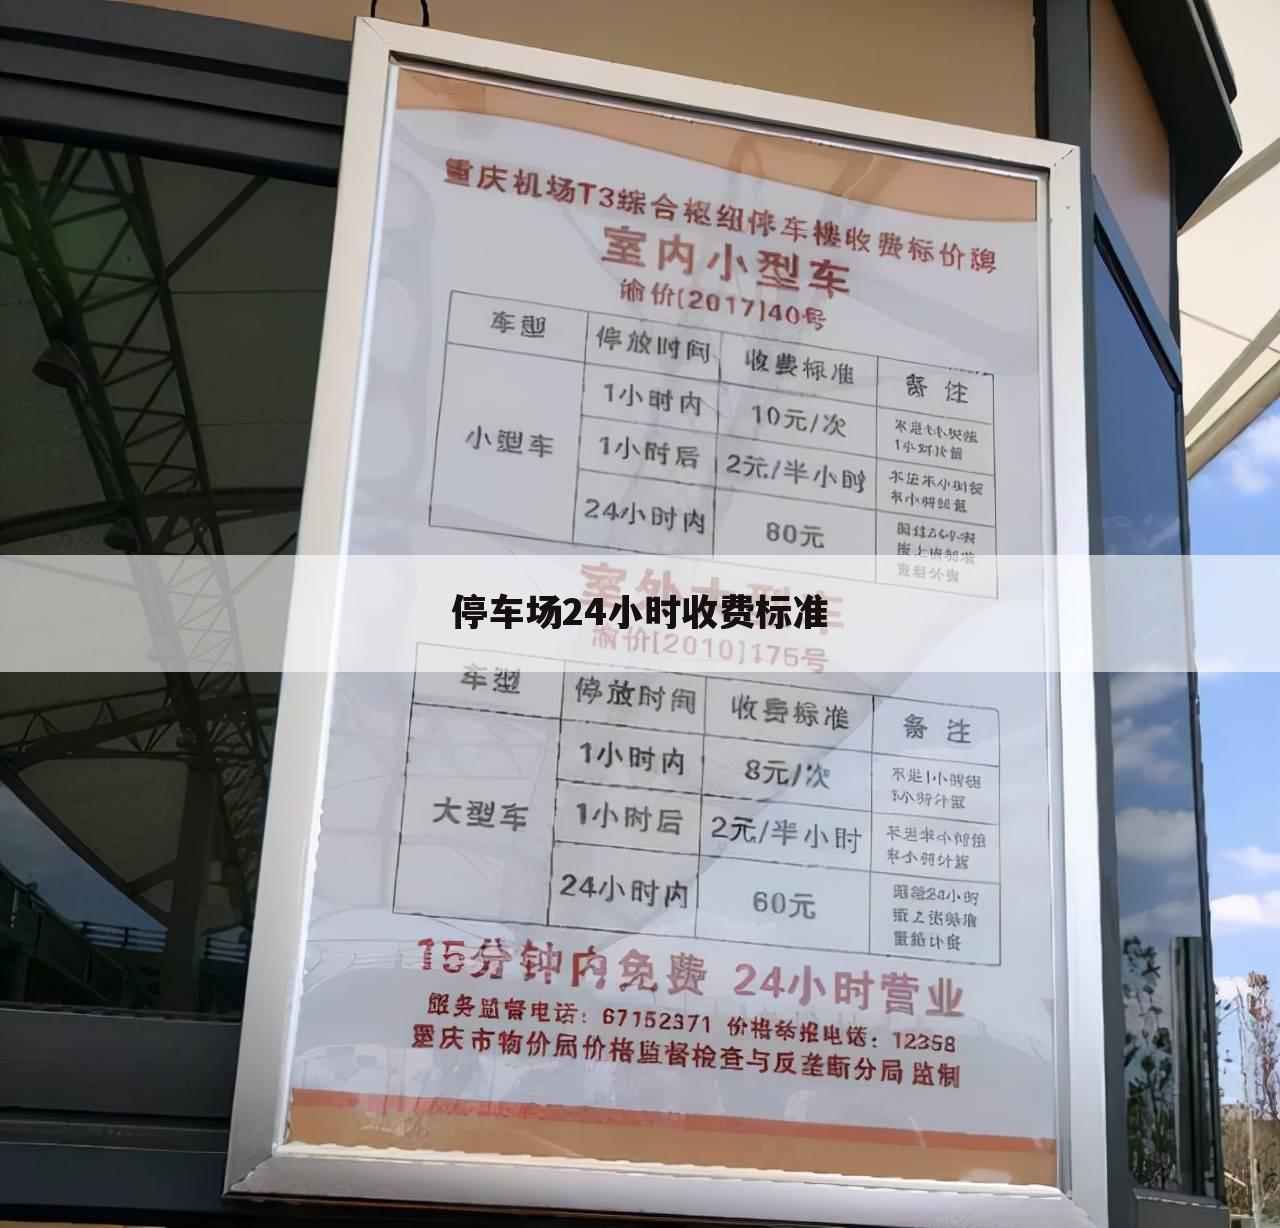 重庆机场T3综合枢纽停车楼收费标价牌
室内小型车
渝价[2017]40号
车型 停放时间 收费标准 备注
小型车
1小时内 10元/次
1小时后 2元/半小时
24小时内 80元
室外大型车
停车场24小时收费标准
渝价[2010]175号
车型 停放时间 收费标准 备注
大型车
1小时内 8元/次
1小时后 2元/半小时
24小时内 60元
15分钟内免费 24小时营业
服务监督电话：67152371 价格举报电话：12358
重庆市物价局价格监督检查与反垄断分局 监制